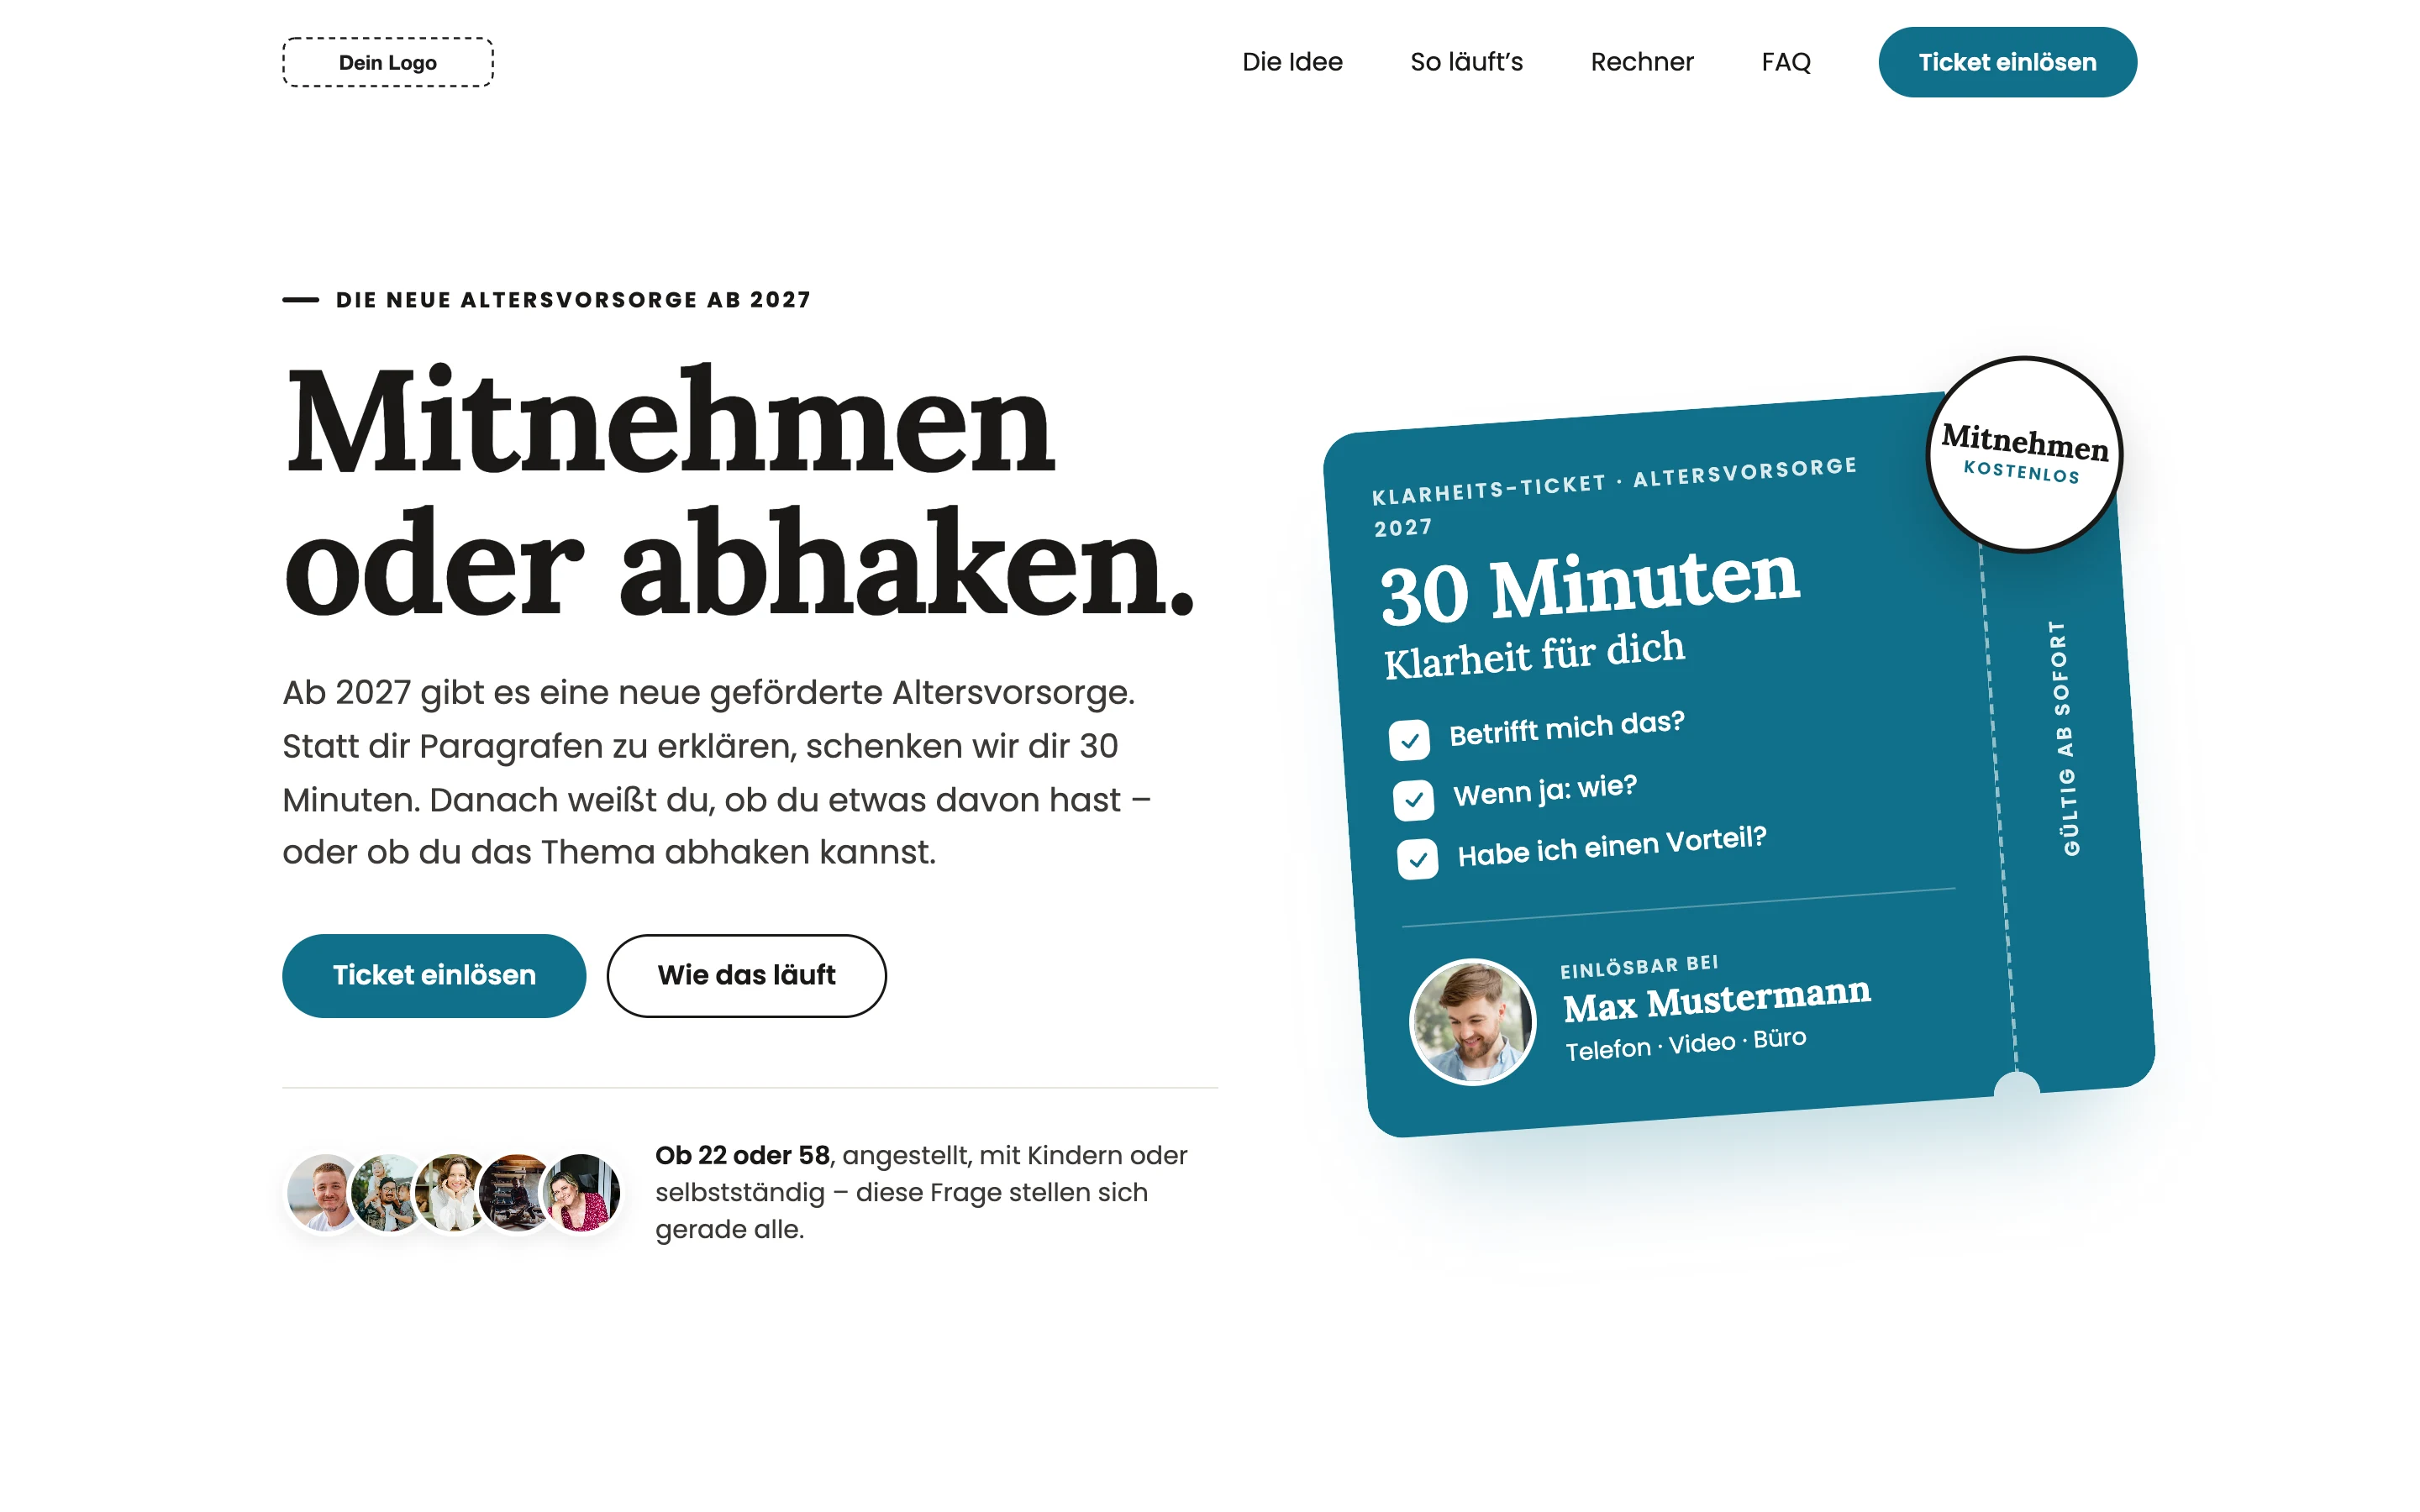 Dein Logo
Die Idee
So läuft’s
Rechner
FAQ
Ticket einlösen
DIE NEUE ALTERSVORSORGE AB 2027
Mitnehmen
oder abhaken.
Ab 2027 gibt es eine neue geförderte Altersvorsorge.
Statt dir Paragrafen zu erklären, schenken wir dir 30
Minuten. Danach weißt du, ob du etwas davon hast –
oder ob du das Thema abhaken kannst.
Ticket einlösen
Wie das läuft
Ob 22 oder 58, angestellt, mit Kindern oder
selbstständig – diese Frage stellen sich
gerade alle.
Mitnehmen
KOSTENLOS
KLARHEITS-TICKET · ALTERSVORSORGE
2027
30 Minuten
Klarheit für dich
Betrifft mich das?
Wenn ja: wie?
Habe ich einen Vorteil?
EINLÖSBAR BEI
Max Mustermann
Telefon · Video · Büro
GÜLTIG AB SOFORT